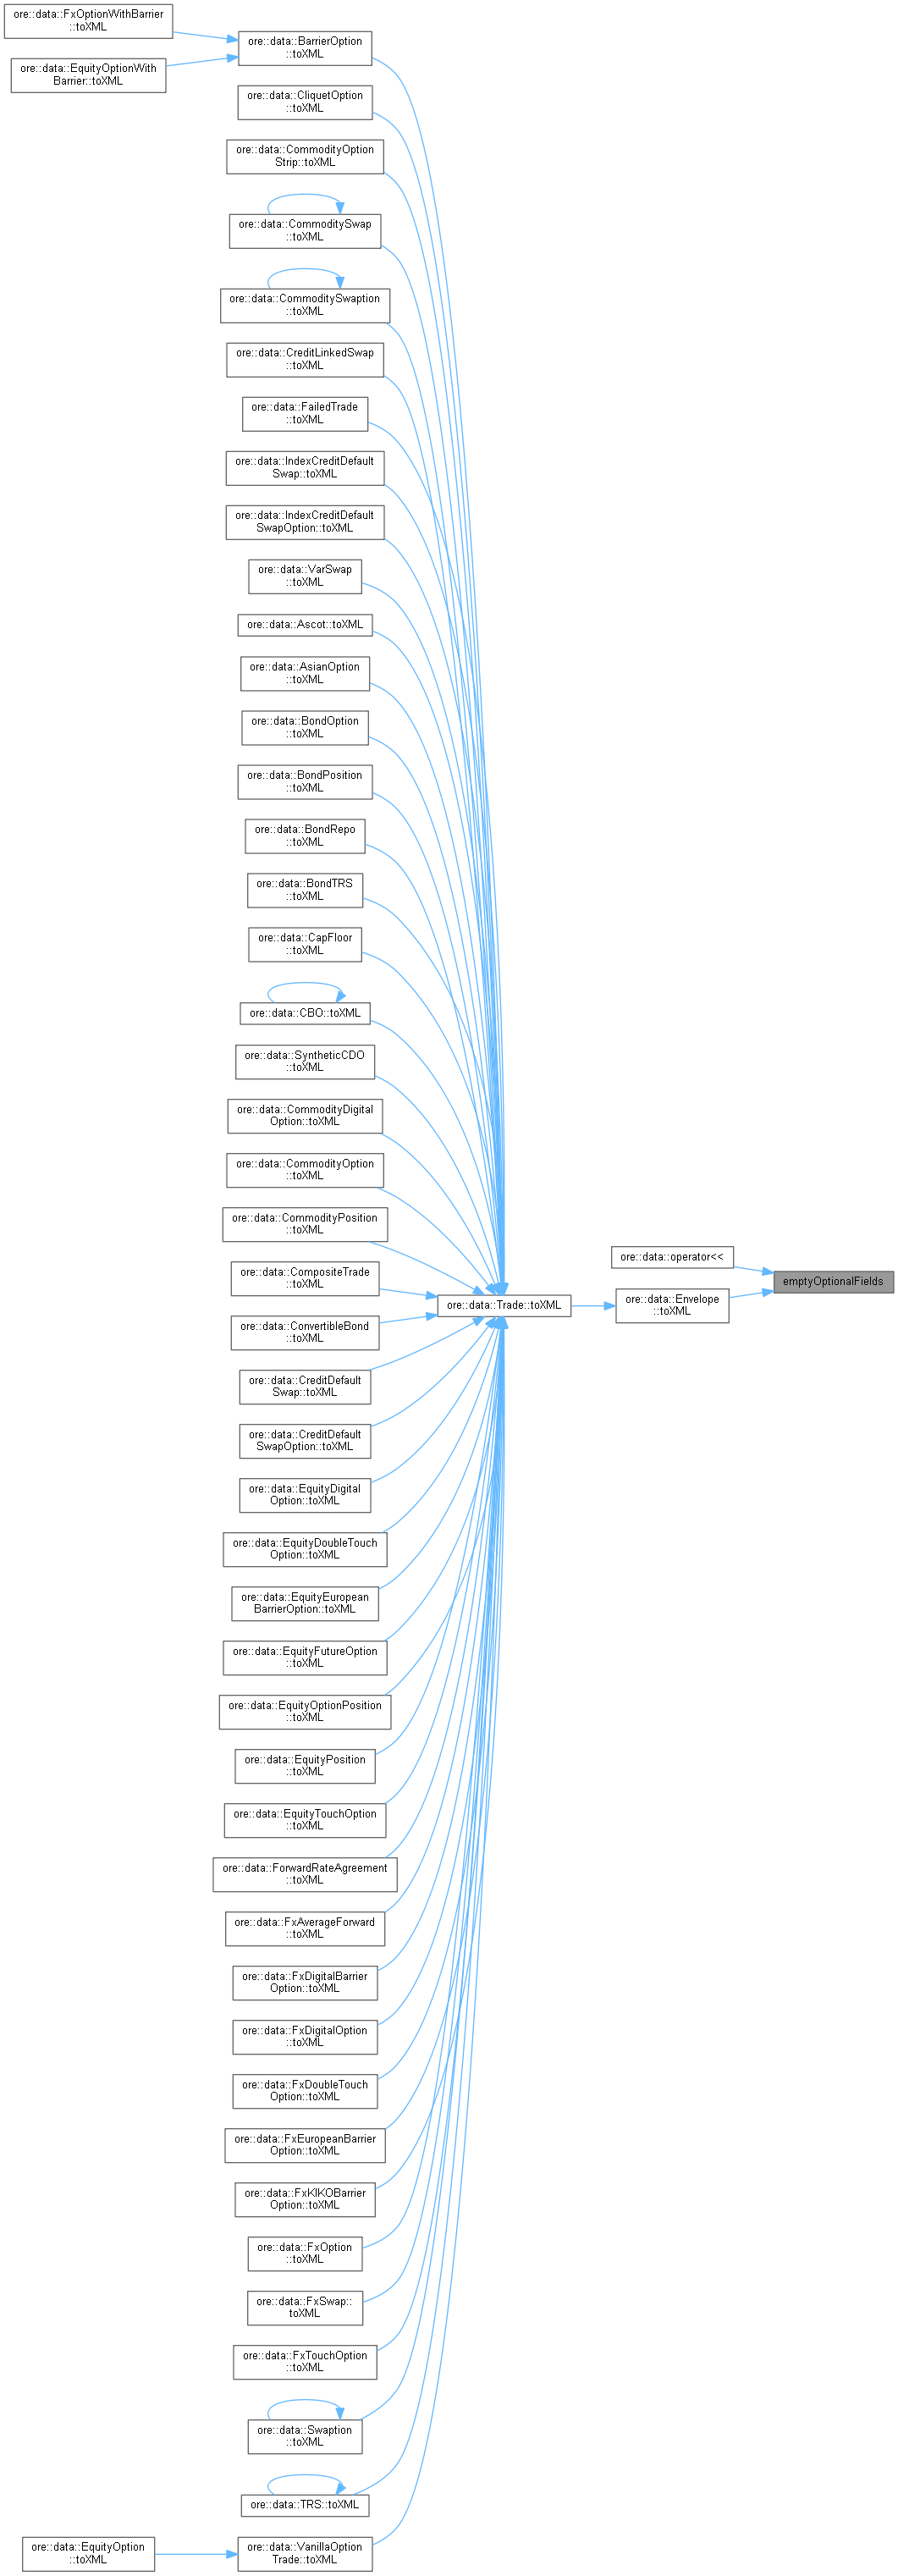 ore::data::FxOptionWithBarrier
::toXML
ore::data::BarrierOption
::toXML
ore::data::EquityOptionWith
Barrier::toXML
ore::data::CliquetOption
::toXML
ore::data::CommodityOption
Strip::toXML
ore::data::CommoditySwap
::toXML
ore::data::CommoditySwaption
::toXML
ore::data::CreditLinkedSwap
::toXML
ore::data::FailedTrade
::toXML
ore::data::IndexCreditDefault
Swap::toXML
ore::data::IndexCreditDefault
SwapOption::toXML
ore::data::VarSwap
::toXML
ore::data::Ascot::toXML
ore::data::AsianOption
::toXML
ore::data::BondOption
::toXML
ore::data::BondPosition
::toXML
ore::data::BondRepo
::toXML
ore::data::BondTRS
::toXML
ore::data::CapFloor
::toXML
ore::data::CBO::toXML
ore::data::SyntheticCDO
::toXML
ore::data::CommodityDigital
Option::toXML
ore::data::CommodityOption
::toXML
ore::data::CommodityPosition
::toXML
ore::data::operator<<
emptyOptionalFields
ore::data::CompositeTrade
::toXML
ore::data::Trade::toXML
ore::data::Envelope
::toXML
ore::data::ConvertibleBond
::toXML
ore::data::CreditDefault
Swap::toXML
ore::data::CreditDefault
SwapOption::toXML
ore::data::EquityDigital
Option::toXML
ore::data::EquityDoubleTouch
Option::toXML
ore::data::EquityEuropean
BarrierOption::toXML
ore::data::EquityFutureOption
::toXML
ore::data::EquityOptionPosition
::toXML
ore::data::EquityPosition
::toXML
ore::data::EquityTouchOption
::toXML
ore::data::ForwardRateAgreement
::toXML
ore::data::FxAverageForward
::toXML
ore::data::FxDigitalBarrier
Option::toXML
ore::data::FxDigitalOption
::toXML
ore::data::FxDoubleTouch
Option::toXML
ore::data::FxEuropeanBarrier
Option::toXML
ore::data::FxKIKOBarrier
Option::toXML
ore::data::FxOption
::toXML
ore::data::FxSwap::
toXML
ore::data::FxTouchOption
::toXML
ore::data::Swaption
::toXML
ore::data::TRS::toXML
ore::data::EquityOption
::toXML
ore::data::VanillaOption
Trade::toXML